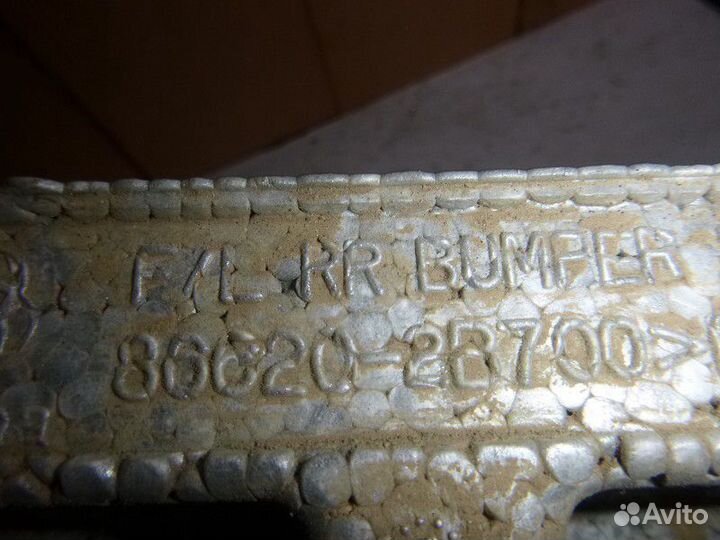 F/L RR BUMPER
86620-2B700>
Avito